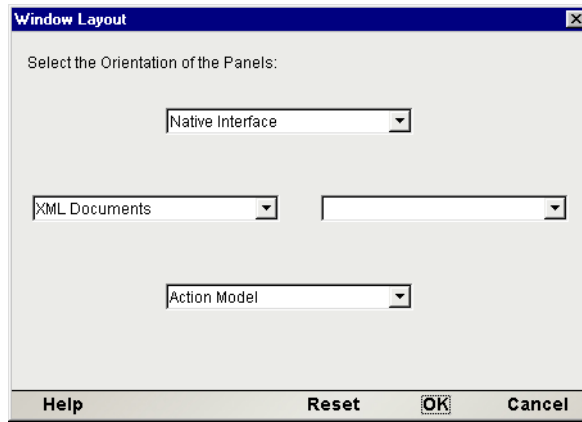 Window Layout
Select the Orientation of the Panels:
Native Interface
XML Documents
Action Model
Help Reset OK Cancel